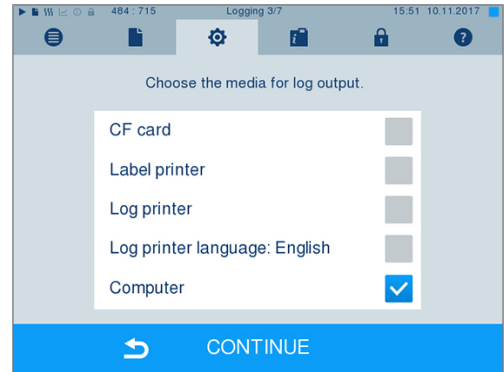 484 : 715 Logging 3/7 15:51 10.11.2017
Choose the media for log output.
CF card
Label printer
Log printer
Log printer language: English
Computer
CONTINUE